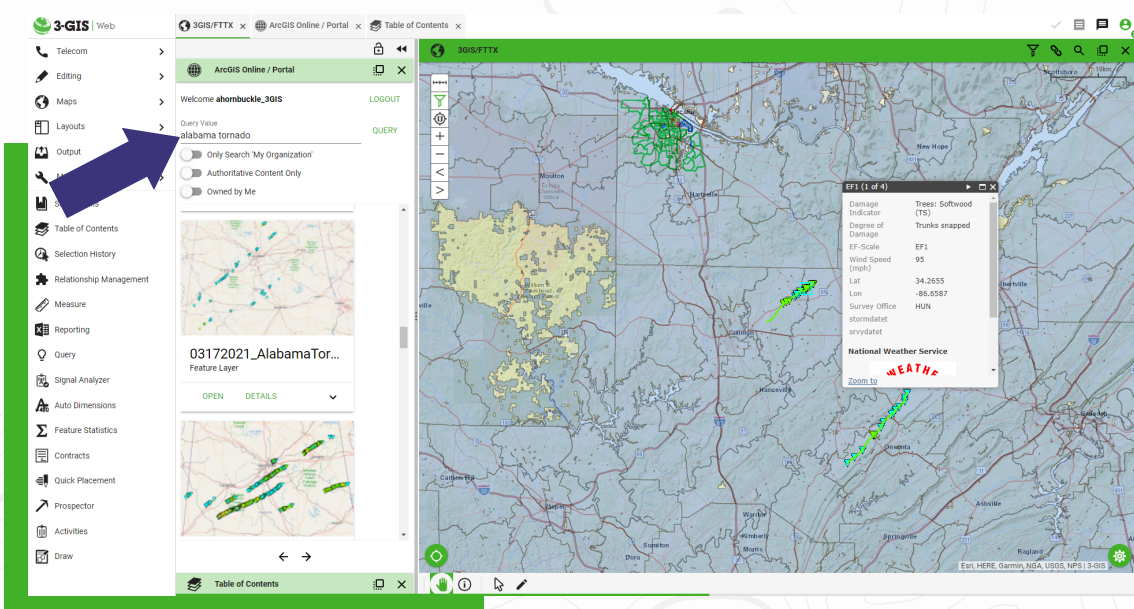 3-GIS | Web
3GIS/FTTX
ArcGIS Online / Portal
Table of Contents
Telecom
Editing
Maps
Layouts
Output
Table of Contents
Selection History
Relationship Management
Measure
Reporting
Query
Signal Analyzer
Auto Dimensions
Feature Statistics
Contracts
Quick Placement
Prospector
Activities
Draw
ArcGIS Online / Portal
Welcome ahornbuckle_3GIS
LOGOUT
Query Value
alabama tornado
QUERY
Only Search 'My Organization'
Authoritative Content Only
Owned by Me
03172021_AlabamaTor...
Feature Layer
OPEN DETAILS
Table of Contents
3GIS/FTTX
10km
Scottsboro
New Hope
Moulton
Hartselle
Cullman
Hanceville
Oneonta
Warrior
Kimberly
Morris
Sumiton
Dora
Springville
Ashville
Ragland
EF1 (1 of 4)
Damage Indicator Trees: Softwood (TS)
Degree of Damage Trunks snapped
EF-Scale EF1
Wind Speed (mph) 95
Lat 34.2655
Lon -86.6587
Survey Office HUN
stormdatet
srvydatet
National Weather Service
WEATHE
Zoom to
Esri, HERE, Garmin, NGA, USGS, NPS | 3-GIS